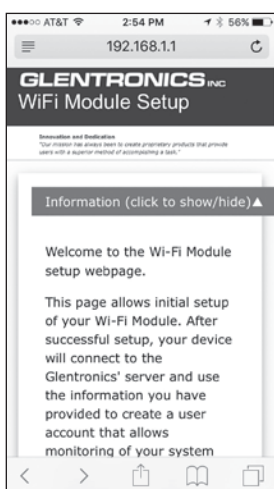 AT&T 2:54 PM 56%
192.168.1.1
GLENTRONICS INC
WiFi Module Setup
Innovation and Dedication
"Our mission has always been to create proprietary products that provide
users with a superior method of accomplishing a task."
Information (click to show/hide)▲
Welcome to the Wi-Fi Module
setup webpage.
This page allows initial setup
of your Wi-Fi Module. After
successful setup, your device
will connect to the
Glentronics' server and use
the information you have
provided to create a user
account that allows
monitoring of your system